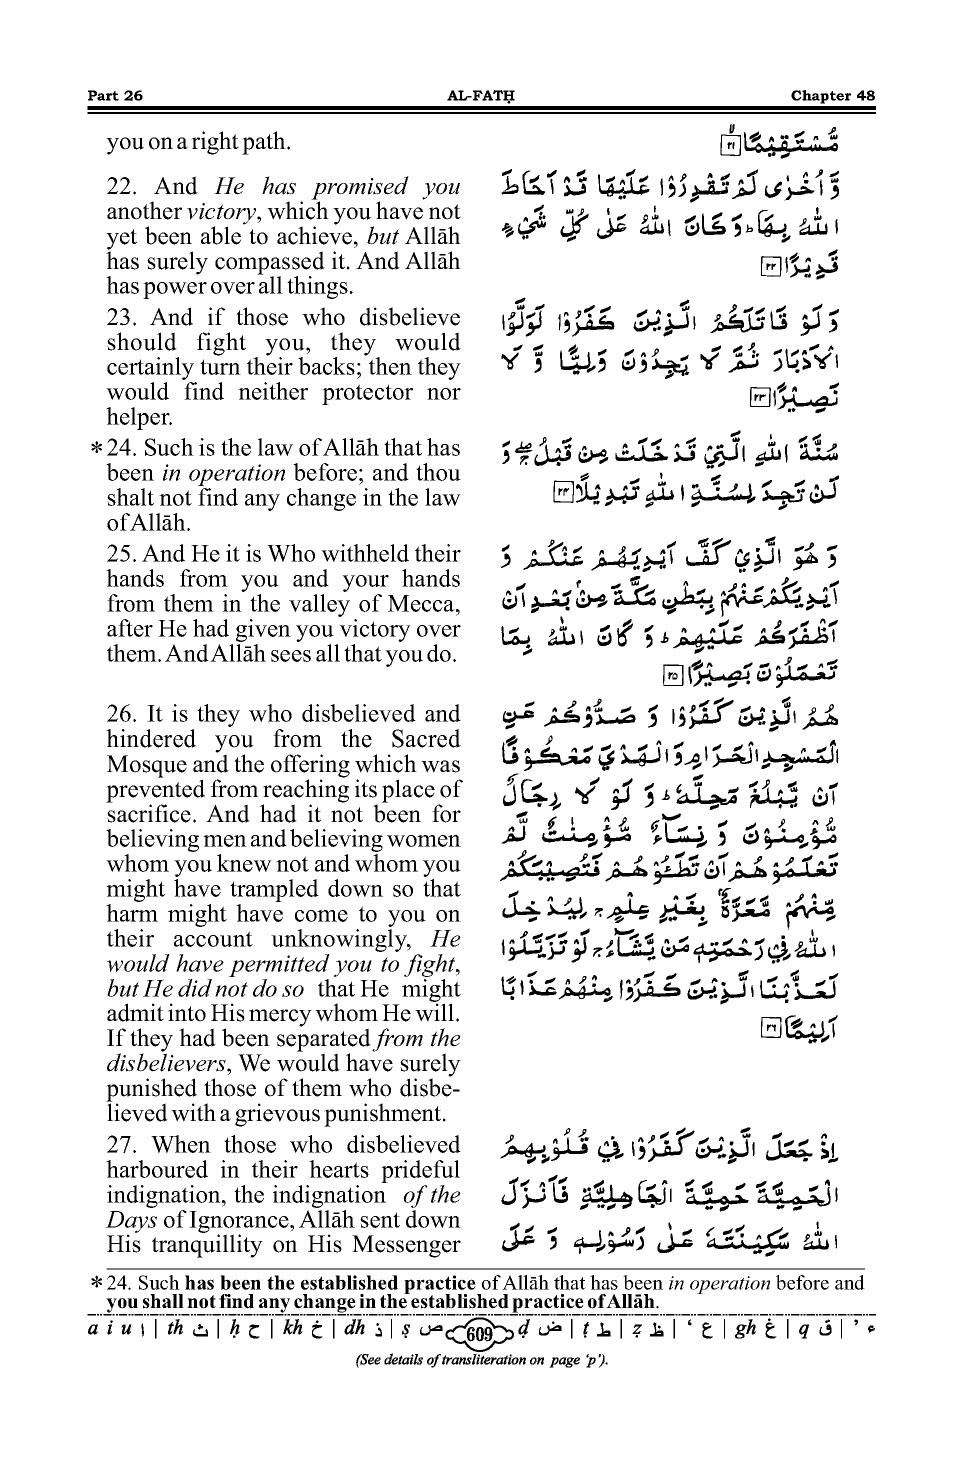 Part 26 AL-FATḤ Chapter 48
you on a right path.
مُّسْتَقِيْمًا ۙ﴿۲۱﴾
22. And He has promised you
another victory, which you have not
yet been able to achieve, but Allāh
has surely compassed it. And Allāh
has power over all things.
وَّ اُخْرٰى لَمْ تَقْدِرُوْا عَلَيْهَا قَدْ اَحَاطَ
اللّٰهُ بِهَا ؕ وَ كَانَ اللّٰهُ عَلٰى كُلِّ شَيْءٍ
قَدِيْرًا ﴿۲۲﴾
23. And if those who disbelieve
should fight you, they would
certainly turn their backs; then they
would find neither protector nor
helper.
وَ لَوْ قَاتَلَكُمُ الَّذِيْنَ كَفَرُوْا لَوَلَّوُا
الْاَدْبَارَ ثُمَّ لَا يَجِدُوْنَ وَلِيًّا وَّ لَا
نَصِيْرًا ﴿۲۳﴾
*24. Such is the law of Allāh that has
been in operation before; and thou
shalt not find any change in the law
of Allāh.
سُنَّةَ اللّٰهِ الَّتِيْ قَدْ خَلَتْ مِنْ قَبْلُ ۖۚ وَ
لَنْ تَجِدَ لِسُنَّةِ اللّٰهِ تَبْدِيْلًا ﴿۲۴﴾
25. And He it is Who withheld their
hands from you and your hands
from them in the valley of Mecca,
after He had given you victory over
them. And Allāh sees all that you do.
وَ هُوَ الَّذِيْ كَفَّ اَيْدِيَهُمْ عَنْكُمْ وَ
اَيْدِيَكُمْ عَنْهُمْ بِبَطْنِ مَكَّةَ مِنْۢ بَعْدِ اَنْ
اَظْفَرَكُمْ عَلَيْهِمْ ؕ وَ كَانَ اللّٰهُ بِمَا
تَعْمَلُوْنَ بَصِيْرًا ﴿۲۵﴾
26. It is they who disbelieved and
hindered you from the Sacred
Mosque and the offering which was
prevented from reaching its place of
sacrifice. And had it not been for
believing men and believing women
whom you knew not and whom you
might have trampled down so that
harm might have come to you on
their account unknowingly, He
would have permitted you to fight,
but He did not do so that He might
admit into His mercy whom He will.
If they had been separated from the
disbelievers, We would have surely
punished those of them who disbe-
lieved with a grievous punishment.
هُمُ الَّذِيْنَ كَفَرُوْا وَ صَدُّوْكُمْ عَنِ
الْمَسْجِدِ الْحَرَامِ وَ الْهَدْيَ مَعْكُوْفًا
اَنْ يَّبْلُغَ مَحِلَّهٗ ؕ وَ لَوْ لَا رِجَالٌ
مُّؤْمِنُوْنَ وَ نِسَآءٌ مُّؤْمِنٰتٌ لَّمْ
تَعْلَمُوْهُمْ اَنْ تَطَـُٔوْهُمْ فَتُصِيْبَكُمْ
مِّنْهُمْ مَّعَرَّةٌۢ بِغَيْرِ عِلْمٍ ۚ لِيُدْخِلَ
اللّٰهُ فِيْ رَحْمَتِهٖ مَنْ يَّشَآءُ ۚ لَوْ تَزَيَّلُوْا
لَعَذَّبْنَا الَّذِيْنَ كَفَرُوْا مِنْهُمْ عَذَابًا
اَلِيْمًا ﴿۲۶﴾
27. When those who disbelieved
harboured in their hearts prideful
indignation, the indignation of the
Days of Ignorance, Allāh sent down
His tranquillity on His Messenger
اِذْ جَعَلَ الَّذِيْنَ كَفَرُوْا فِيْ قُلُوْبِهِمُ
الْحَمِيَّةَ حَمِيَّةَ الْجَاهِلِيَّةِ فَاَنْزَلَ
اللّٰهُ سَكِيْنَتَهٗ عَلٰى رَسُوْلِهٖ وَ عَلَى
*24. Such has been the established practice of Allāh that has been in operation before and
you shall not find any change in the established practice of Allāh.
a i u ا | th ث | ḥ ح | kh خ | dh ذ | ṣ ص 609 ḍ ض | ṭ ط | ẓ ظ | ‘ ع | gh غ | q ق | ’ ء
(See details of transliteration on page ‘p’).